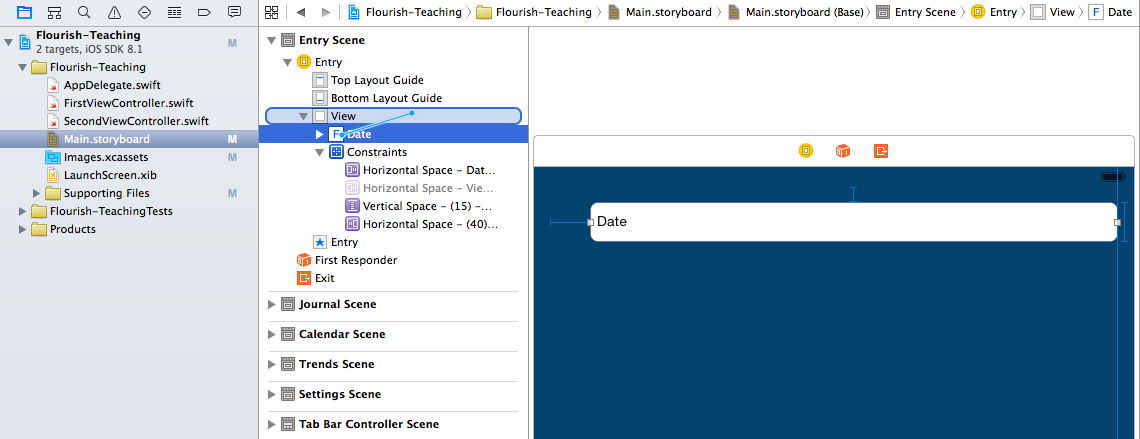 Flourish-Teaching
2 targets, iOS SDK 8.1
M
Flourish-Teaching
AppDelegate.swift
FirstViewController.swift
SecondViewController.swift
Main.storyboard
M
Images.xcassets
M
LaunchScreen.xib
Supporting Files
M
Flourish-TeachingTests
Products
Flourish-Teaching
Flourish-Teaching
Main.storyboard
Main.storyboard (Base)
Entry Scene
Entry
View
F
Date
Entry Scene
Entry
Top Layout Guide
Bottom Layout Guide
View
F
Date
Constraints
Horizontal Space - Dat...
Horizontal Space - Vie...
Vertical Space - (15) -...
Horizontal Space - (40)...
Entry
First Responder
Exit
Journal Scene
Calendar Scene
Trends Scene
Settings Scene
Tab Bar Controller Scene
Date